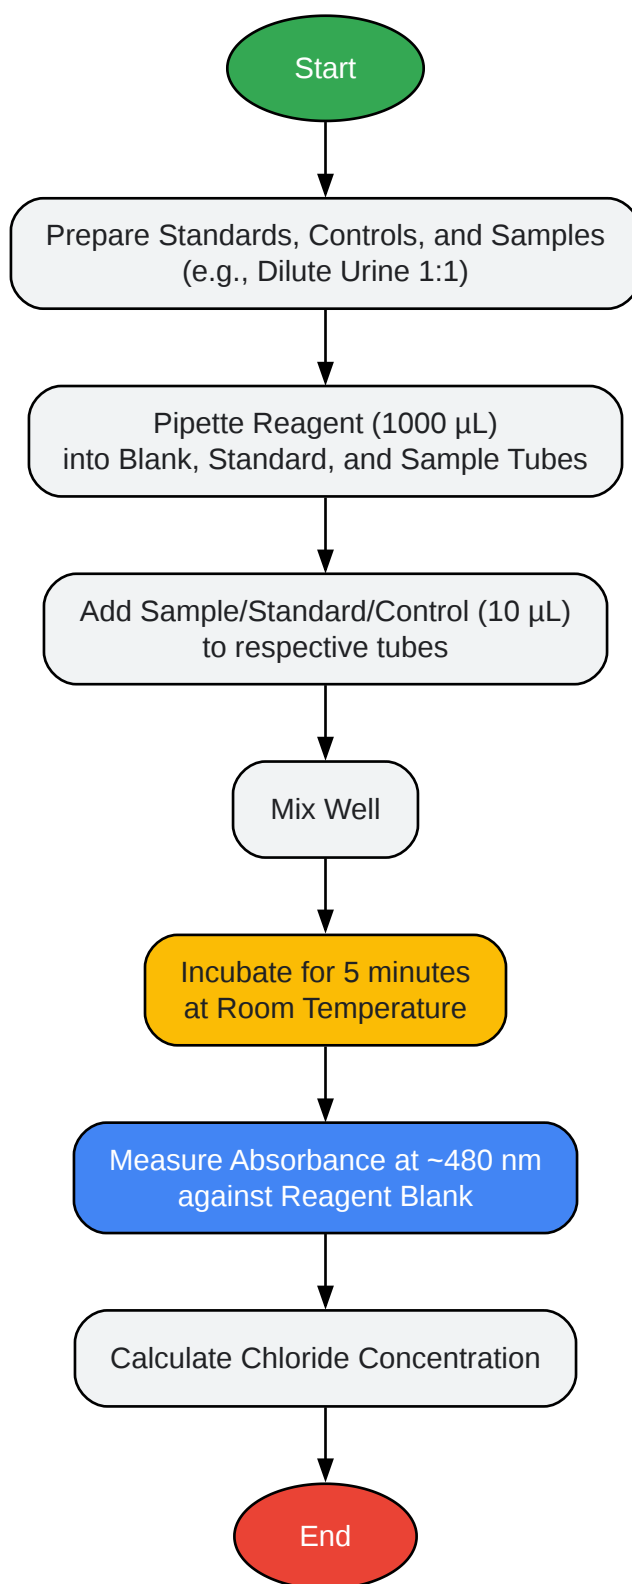 Start
Prepare Standards, Controls, and Samples
(e.g., Dilute Urine 1:1)
Pipette Reagent (1000 µL)
into Blank, Standard, and Sample Tubes
Add Sample/Standard/Control (10 µL)
to respective tubes
Mix Well
Incubate for 5 minutes
at Room Temperature
Measure Absorbance at ~480 nm
against Reagent Blank
Calculate Chloride Concentration
End